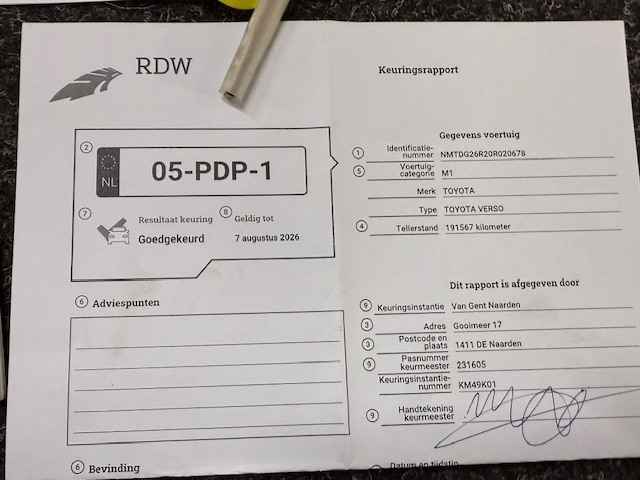 RDW
Keuringsrapport
2
NL
05-PDP-1
7 Resultaat keuring
Goedgekeurd
8 Geldig tot
7 augustus 2026
6 Adviespunten
6 Bevinding
Gegevens voertuig
1 Identificatie-
nummer NMTDG26R20R020678
5 Voertuig-
categorie M1
Merk TOYOTA
Type TOYOTA VERSO
4 Tellerstand 191567 kilometer
Dit rapport is afgegeven door
9 Keuringsinstantie Van Gent Naarden
3 Adres Gooimeer 17
3 Postcode en
plaats 1411 DE Naarden
9 Pasnummer
keurmeester 231605
Keuringsinstantie-
nummer KM49K01
9 Handtekening
keurmeester
Datum en tijdstip